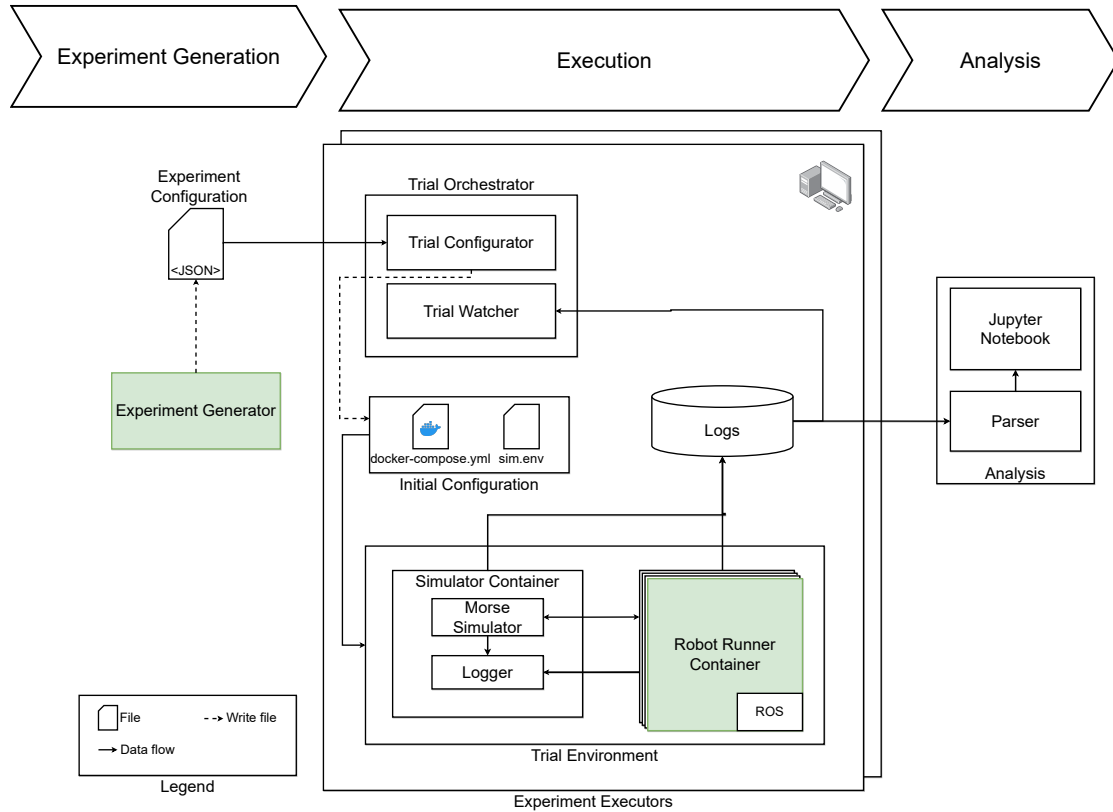 Experiment Generation
Execution
Analysis
Experiment
Configuration
<JSON>
Experiment Generator
Trial Orchestrator
Trial Configurator
Trial Watcher
docker-compose.yml
sim.env
Initial Configuration
Logs
Jupyter
Notebook
Parser
Analysis
Simulator Container
Morse
Simulator
Logger
Robot Runner
Container
ROS
Trial Environment
Experiment Executors
File
Write file
Data flow
Legend